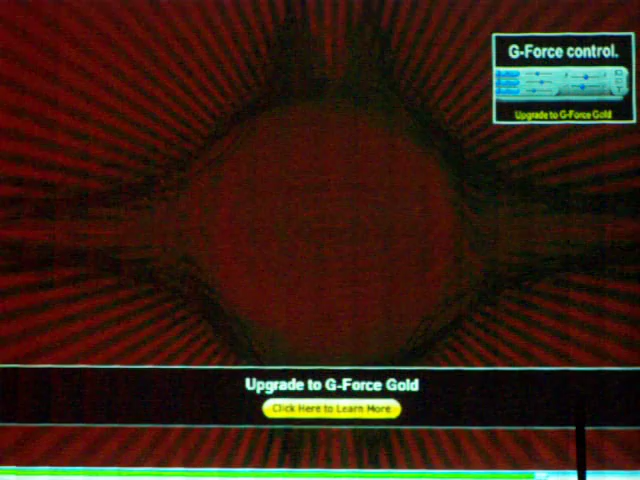 G-Force control.
Upgrade to G-Force Gold
Upgrade to G-Force Gold
Click Here to Learn More